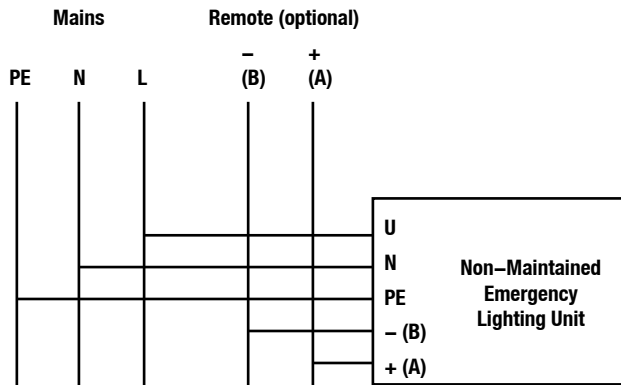 Mains Remote (optional)
– +
PE N L (B) (A)
U
N
PE
– (B)
+ (A)
Non–Maintained
Emergency
Lighting Unit